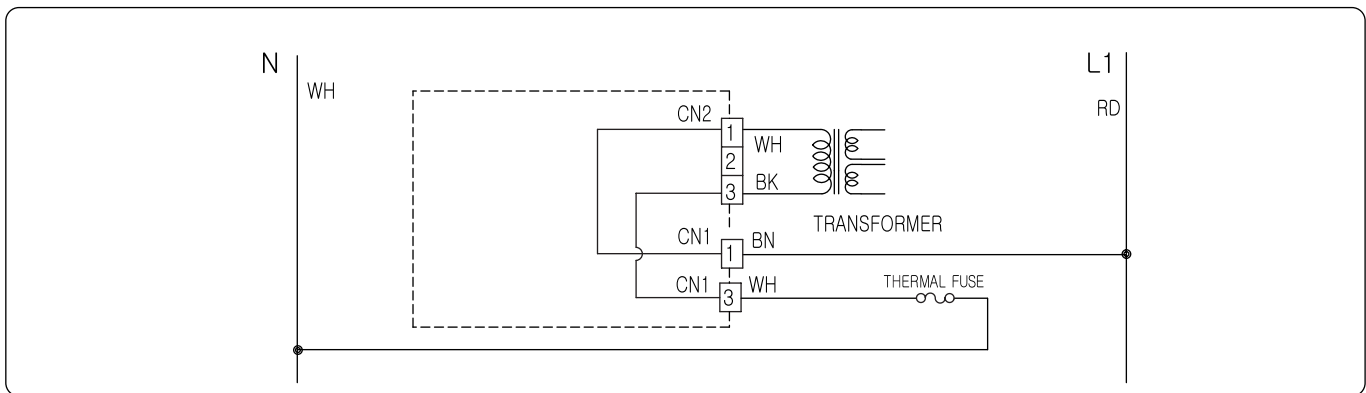 N
L1
WH
RD
CN2
1
WH
2
BK
3
TRANSFORMER
CN1
1
BN
CN1
3
WH
THERMAL FUSE